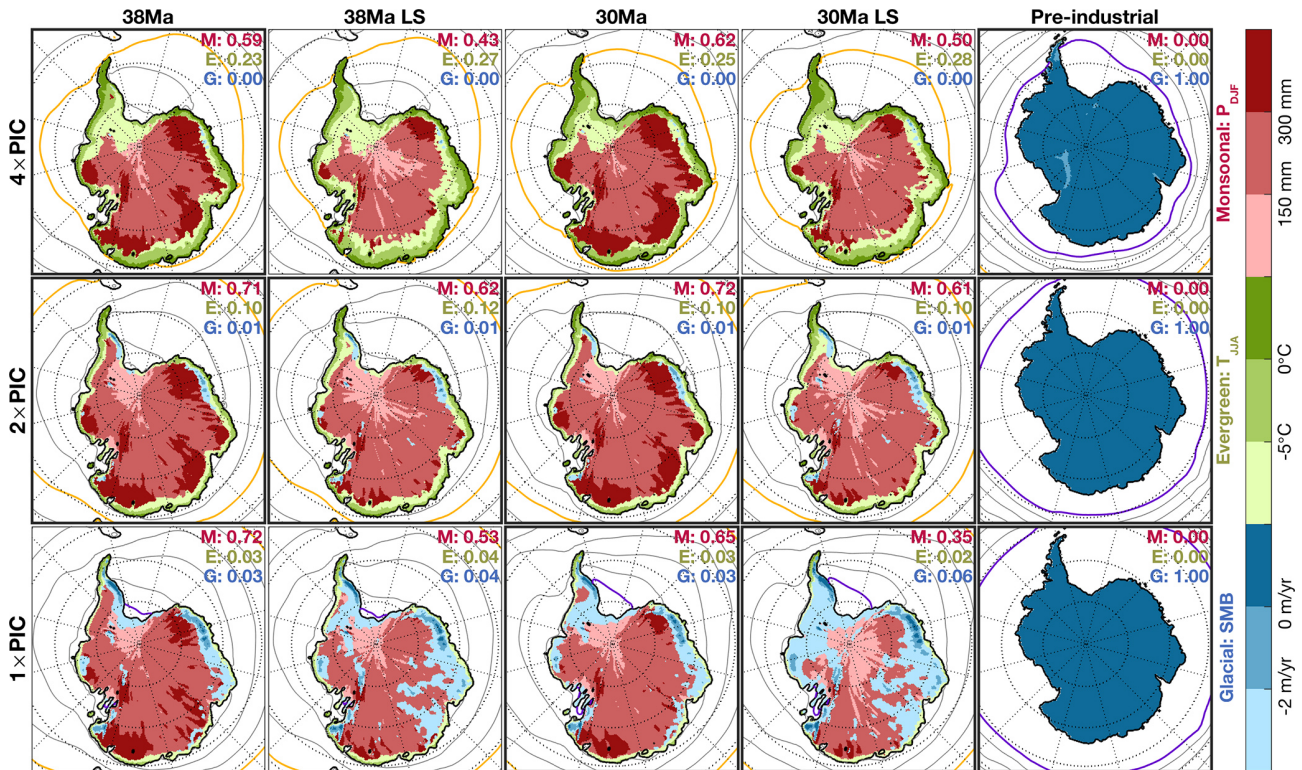 38Ma 38Ma LS 30Ma 30Ma LS Pre-industrial
4×PIC
M: 0.59
E: 0.23
G: 0.00
M: 0.43
E: 0.27
G: 0.00
M: 0.62
E: 0.25
G: 0.00
M: 0.50
E: 0.28
G: 0.00
M: 0.00
E: 0.00
G: 1.00
2×PIC
M: 0.71
E: 0.10
G: 0.01
M: 0.62
E: 0.12
G: 0.01
M: 0.72
E: 0.10
G: 0.01
M: 0.61
E: 0.10
G: 0.01
M: 0.00
E: 0.00
G: 1.00
1×PIC
M: 0.72
E: 0.03
G: 0.03
M: 0.53
E: 0.04
G: 0.04
M: 0.65
E: 0.03
G: 0.03
M: 0.35
E: 0.02
G: 0.06
M: 0.00
E: 0.00
G: 1.00
Monsoonal: P_DJF
300 mm
150 mm
Evergreen: T_JJA
0°C
-5°C
Glacial: SMB
0 m/yr
-2 m/yr